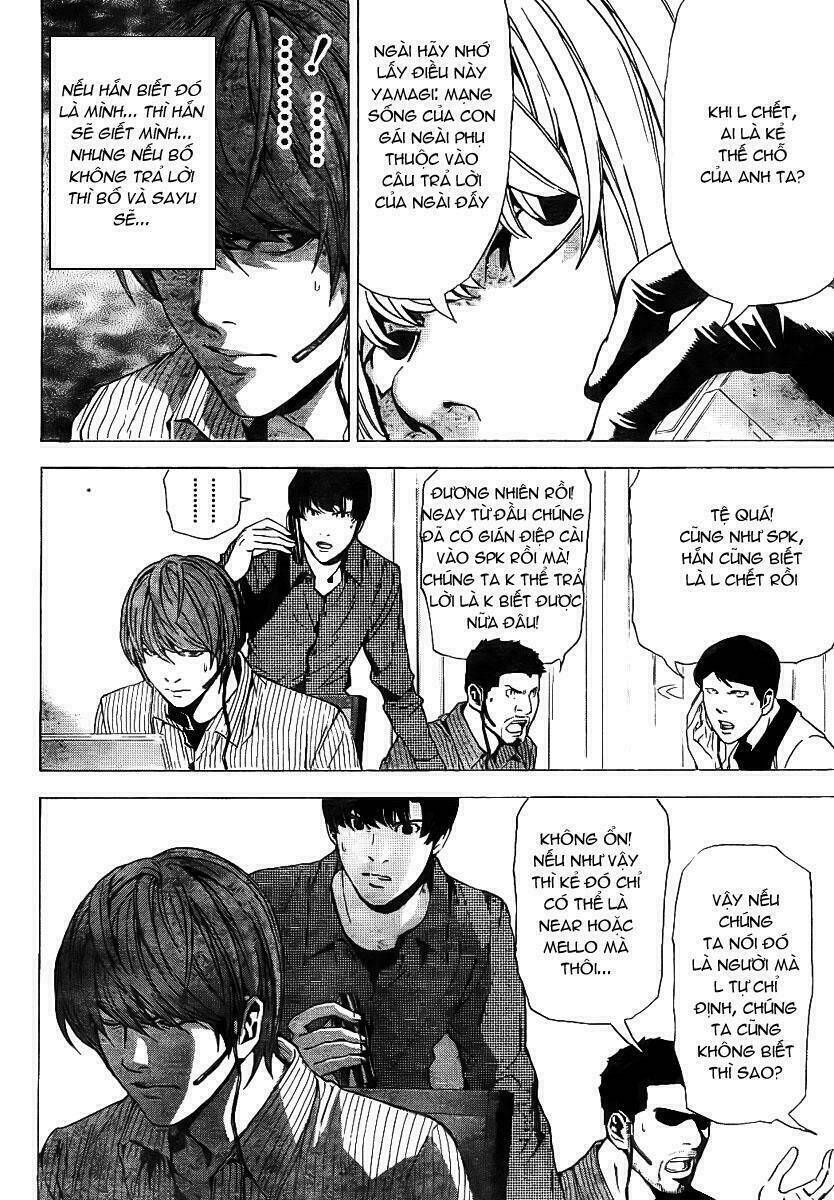 KHI L CHẾT,
AI LÀ KẺ
THẾ CHỖ
CỦA ANH TA?
NGÀI HÃY NHỚ
LẤY ĐIỀU NÀY
YAMAGI: MẠNG
SỐNG CỦA CON
GÁI NGÀI PHỤ
THUỘC VÀO
CÂU TRẢ LỜI
CỦA NGÀI ĐẤY
!
NẾU HẮN BIẾT ĐÓ
LÀ MÌNH... THÌ HẮN
SẼ GIẾT MÌNH...
NHƯNG NẾU BỐ
KHÔNG TRẢ LỜI
THÌ BỐ VÀ SAYU
SẼ...
TỆ QUÁ!
CŨNG NHƯ SPK,
HẮN CŨNG BIẾT
LÀ L CHẾT RỒI
ĐƯƠNG NHIÊN RỒI!
NGAY TỪ ĐẦU CHÚNG
ĐÃ CÓ GIÁN ĐIỆP CÀI
VÀO SPK RỒI MÀ!
CHÚNG TA K THỂ TRẢ
LỜI LÀ K BIẾT ĐƯỢC
NỮA ĐÂU!
VẬY NẾU
CHÚNG
TA NÓI ĐÓ
LÀ NGƯỜI MÀ
L TỰ CHỈ
ĐỊNH, CHÚNG
TA CŨNG
KHÔNG BIẾT
THÌ SAO?
KHÔNG ỔN!
NẾU NHƯ VẬY
THÌ KẺ ĐÓ CHỈ
CÓ THỂ LÀ
NEAR HOẶC
MELLO MÀ
THÔI...